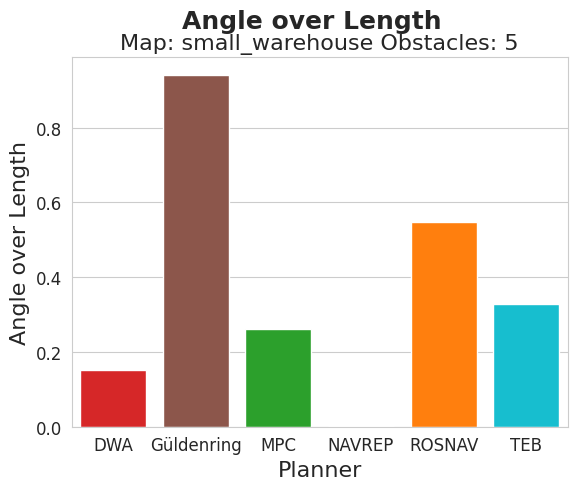 Angle over Length
Map: small_warehouse Obstacles: 5
Angle over Length
0.8
0.6
0.4
0.2
0.0
DWA Güldenring MPC NAVREP ROSNAV TEB
Planner